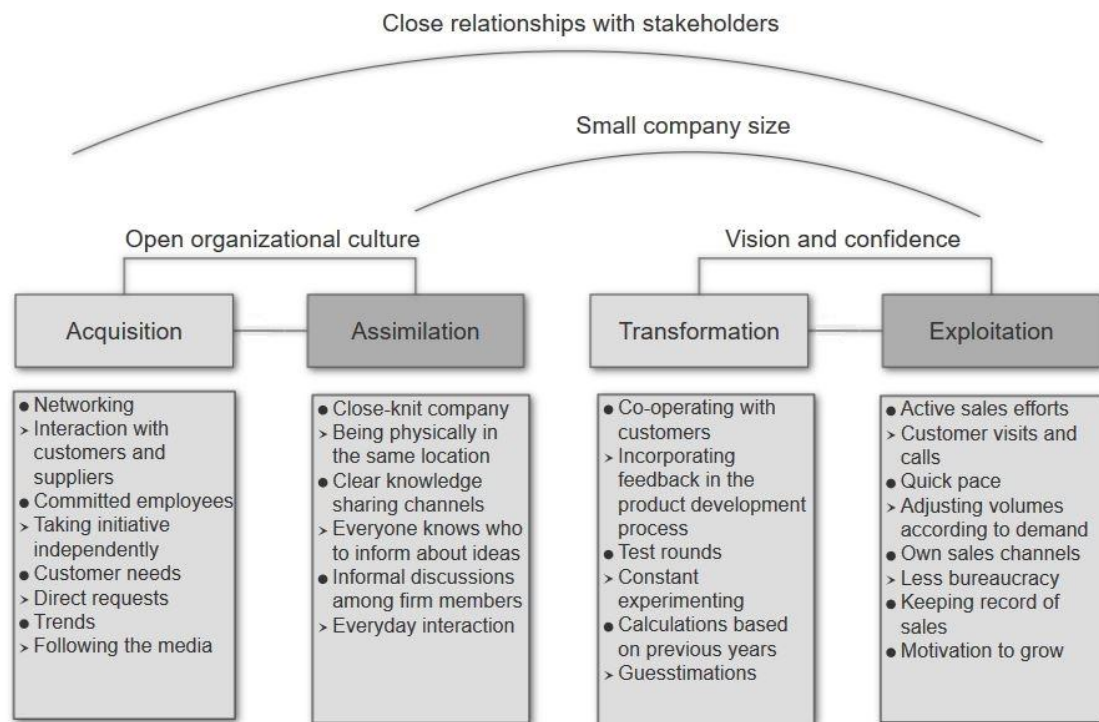 Close relationships with stakeholders
Small company size
Open organizational culture
Vision and confidence
Acquisition
Assimilation
Transformation
Exploitation
● Networking
➤ Interaction with
customers and
suppliers
● Committed employees
➤ Taking initiative
independently
● Customer needs
➤ Direct requests
● Trends
➤ Following the media
● Close-knit company
➤ Being physically in
the same location
● Clear knowledge
sharing channels
➤ Everyone knows who
to inform about ideas
● Informal discussions
among firm members
➤ Everyday interaction
● Co-operating with
customers
➤ Incorporating
feedback in the
product development
process
● Test rounds
➤ Constant
experimenting
● Calculations based
on previous years
➤ Guesstimations
● Active sales efforts
➤ Customer visits and
calls
● Quick pace
➤ Adjusting volumes
according to demand
● Own sales channels
➤ Less bureaucracy
● Keeping record of
sales
● Motivation to grow